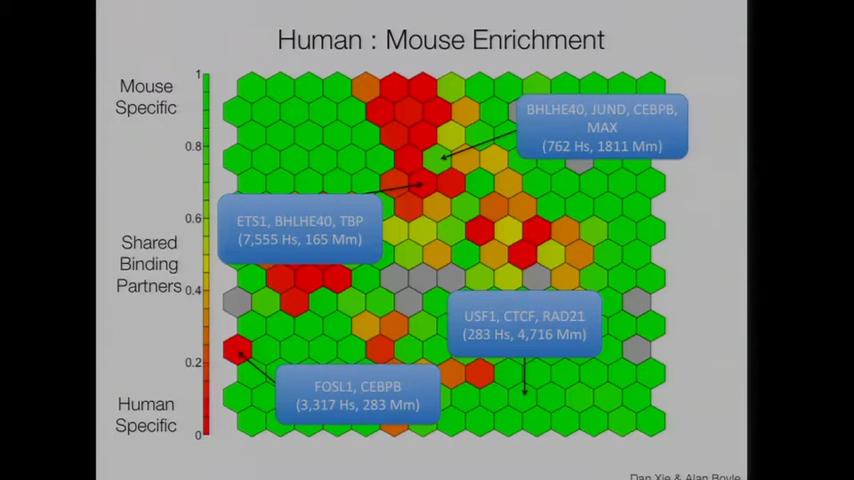 Human : Mouse Enrichment
Mouse
Specific
Shared
Binding
Partners
Human
Specific
1
0.8
0.6
0.4
0.2
0
BHLHE40, JUND, CEBPB,
MAX
(762 Hs, 1811 Mm)
ETS1, BHLHE40, TBP
(7,555 Hs, 165 Mm)
USF1, CTCF, RAD21
(283 Hs, 4,716 Mm)
FOSL1, CEBPB
(3,317 Hs, 283 Mm)
Dan Xie & Alan Boyle